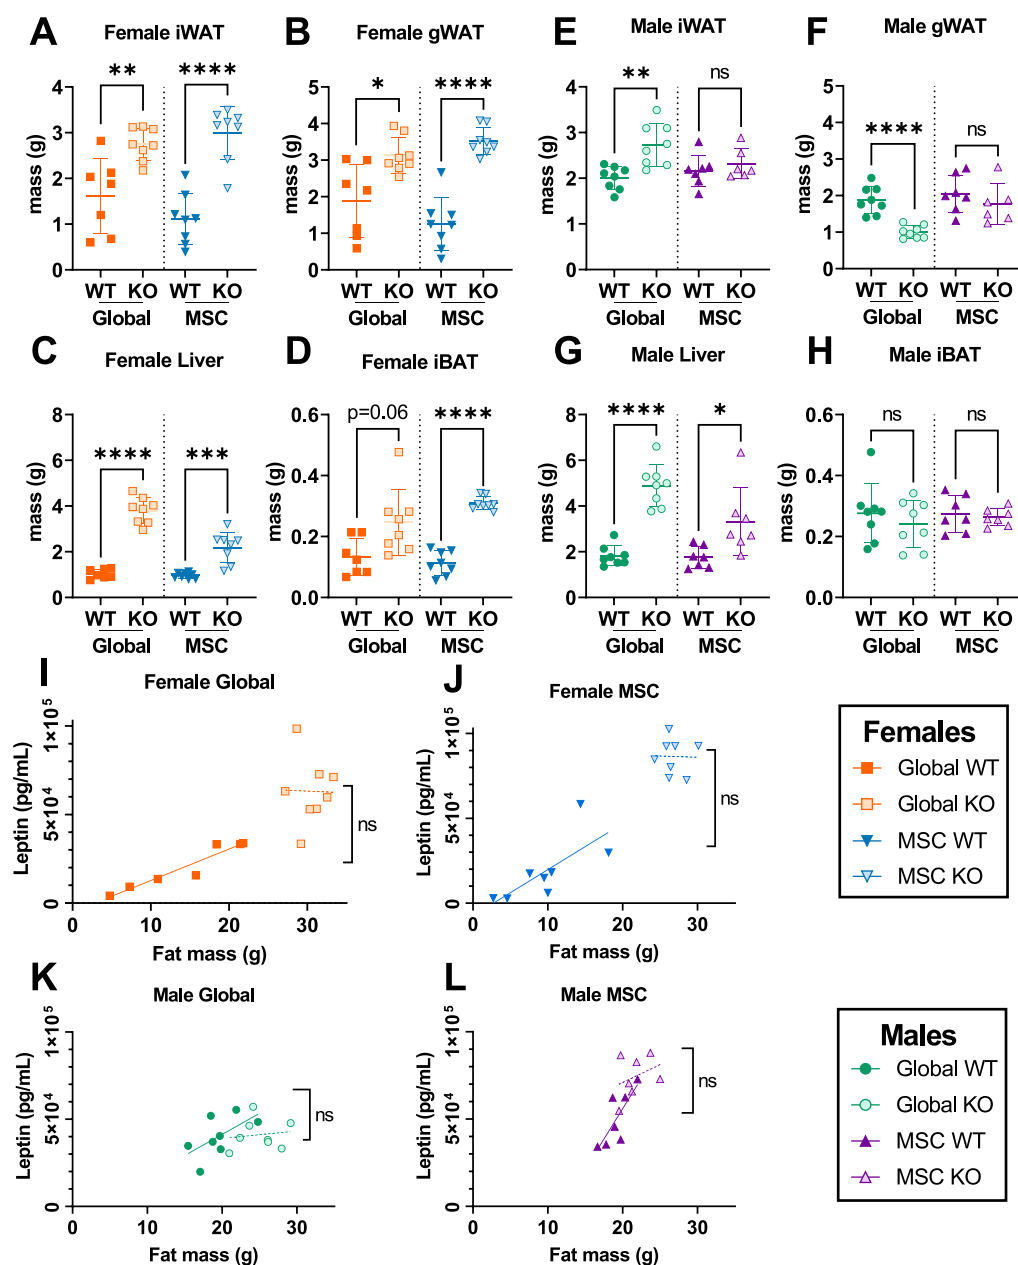 A Female iWAT
** ****
mass (g)
4
3
2
1
0
WT KO WT KO
Global MSC
B Female gWAT
* ****
mass (g)
5
4
3
2
1
0
WT KO WT KO
Global MSC
E Male iWAT
** ns
mass (g)
4
3
2
1
0
WT KO WT KO
Global MSC
F Male gWAT
**** ns
mass (g)
5
4
3
2
1
0
WT KO WT KO
Global MSC
C Female Liver
**** ***
mass (g)
8
6
4
2
0
WT KO WT KO
Global MSC
D Female iBAT
p=0.06 ****
mass (g)
0.6
0.4
0.2
0.0
WT KO WT KO
Global MSC
G Male Liver
**** *
mass (g)
8
6
4
2
0
WT KO WT KO
Global MSC
H Male iBAT
ns ns
mass (g)
0.6
0.4
0.2
0.0
WT KO WT KO
Global MSC
I Female Global
Leptin (pg/mL)
1×10⁵
5×10⁴
0
ns
0 10 20 30
Fat mass (g)
J Female MSC
Leptin (pg/mL)
1×10⁵
5×10⁴
0
ns
0 10 20 30
Fat mass (g)
Females
Global WT
Global KO
MSC WT
MSC KO
K Male Global
Leptin (pg/mL)
1×10⁵
5×10⁴
0
ns
0 10 20 30
Fat mass (g)
L Male MSC
Leptin (pg/mL)
1×10⁵
5×10⁴
0
ns
0 10 20 30
Fat mass (g)
Males
Global WT
Global KO
MSC WT
MSC KO